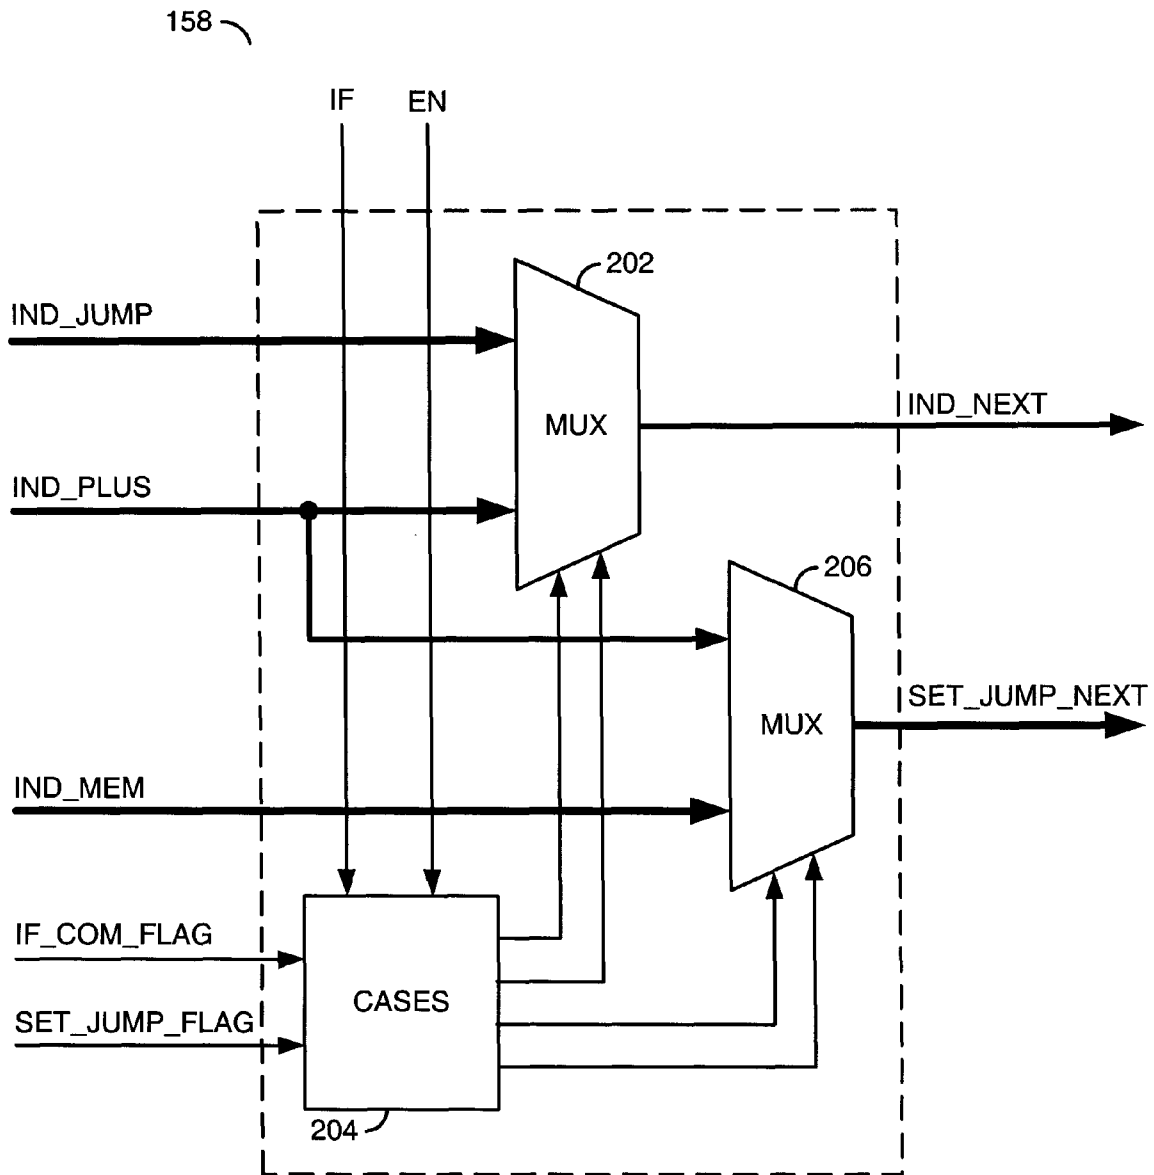 158
IF EN
202
IND_JUMP
IND_NEXT
MUX
IND_PLUS
206
SET_JUMP_NEXT
MUX
IND_MEM
IF_COM_FLAG
CASES
SET_JUMP_FLAG
204